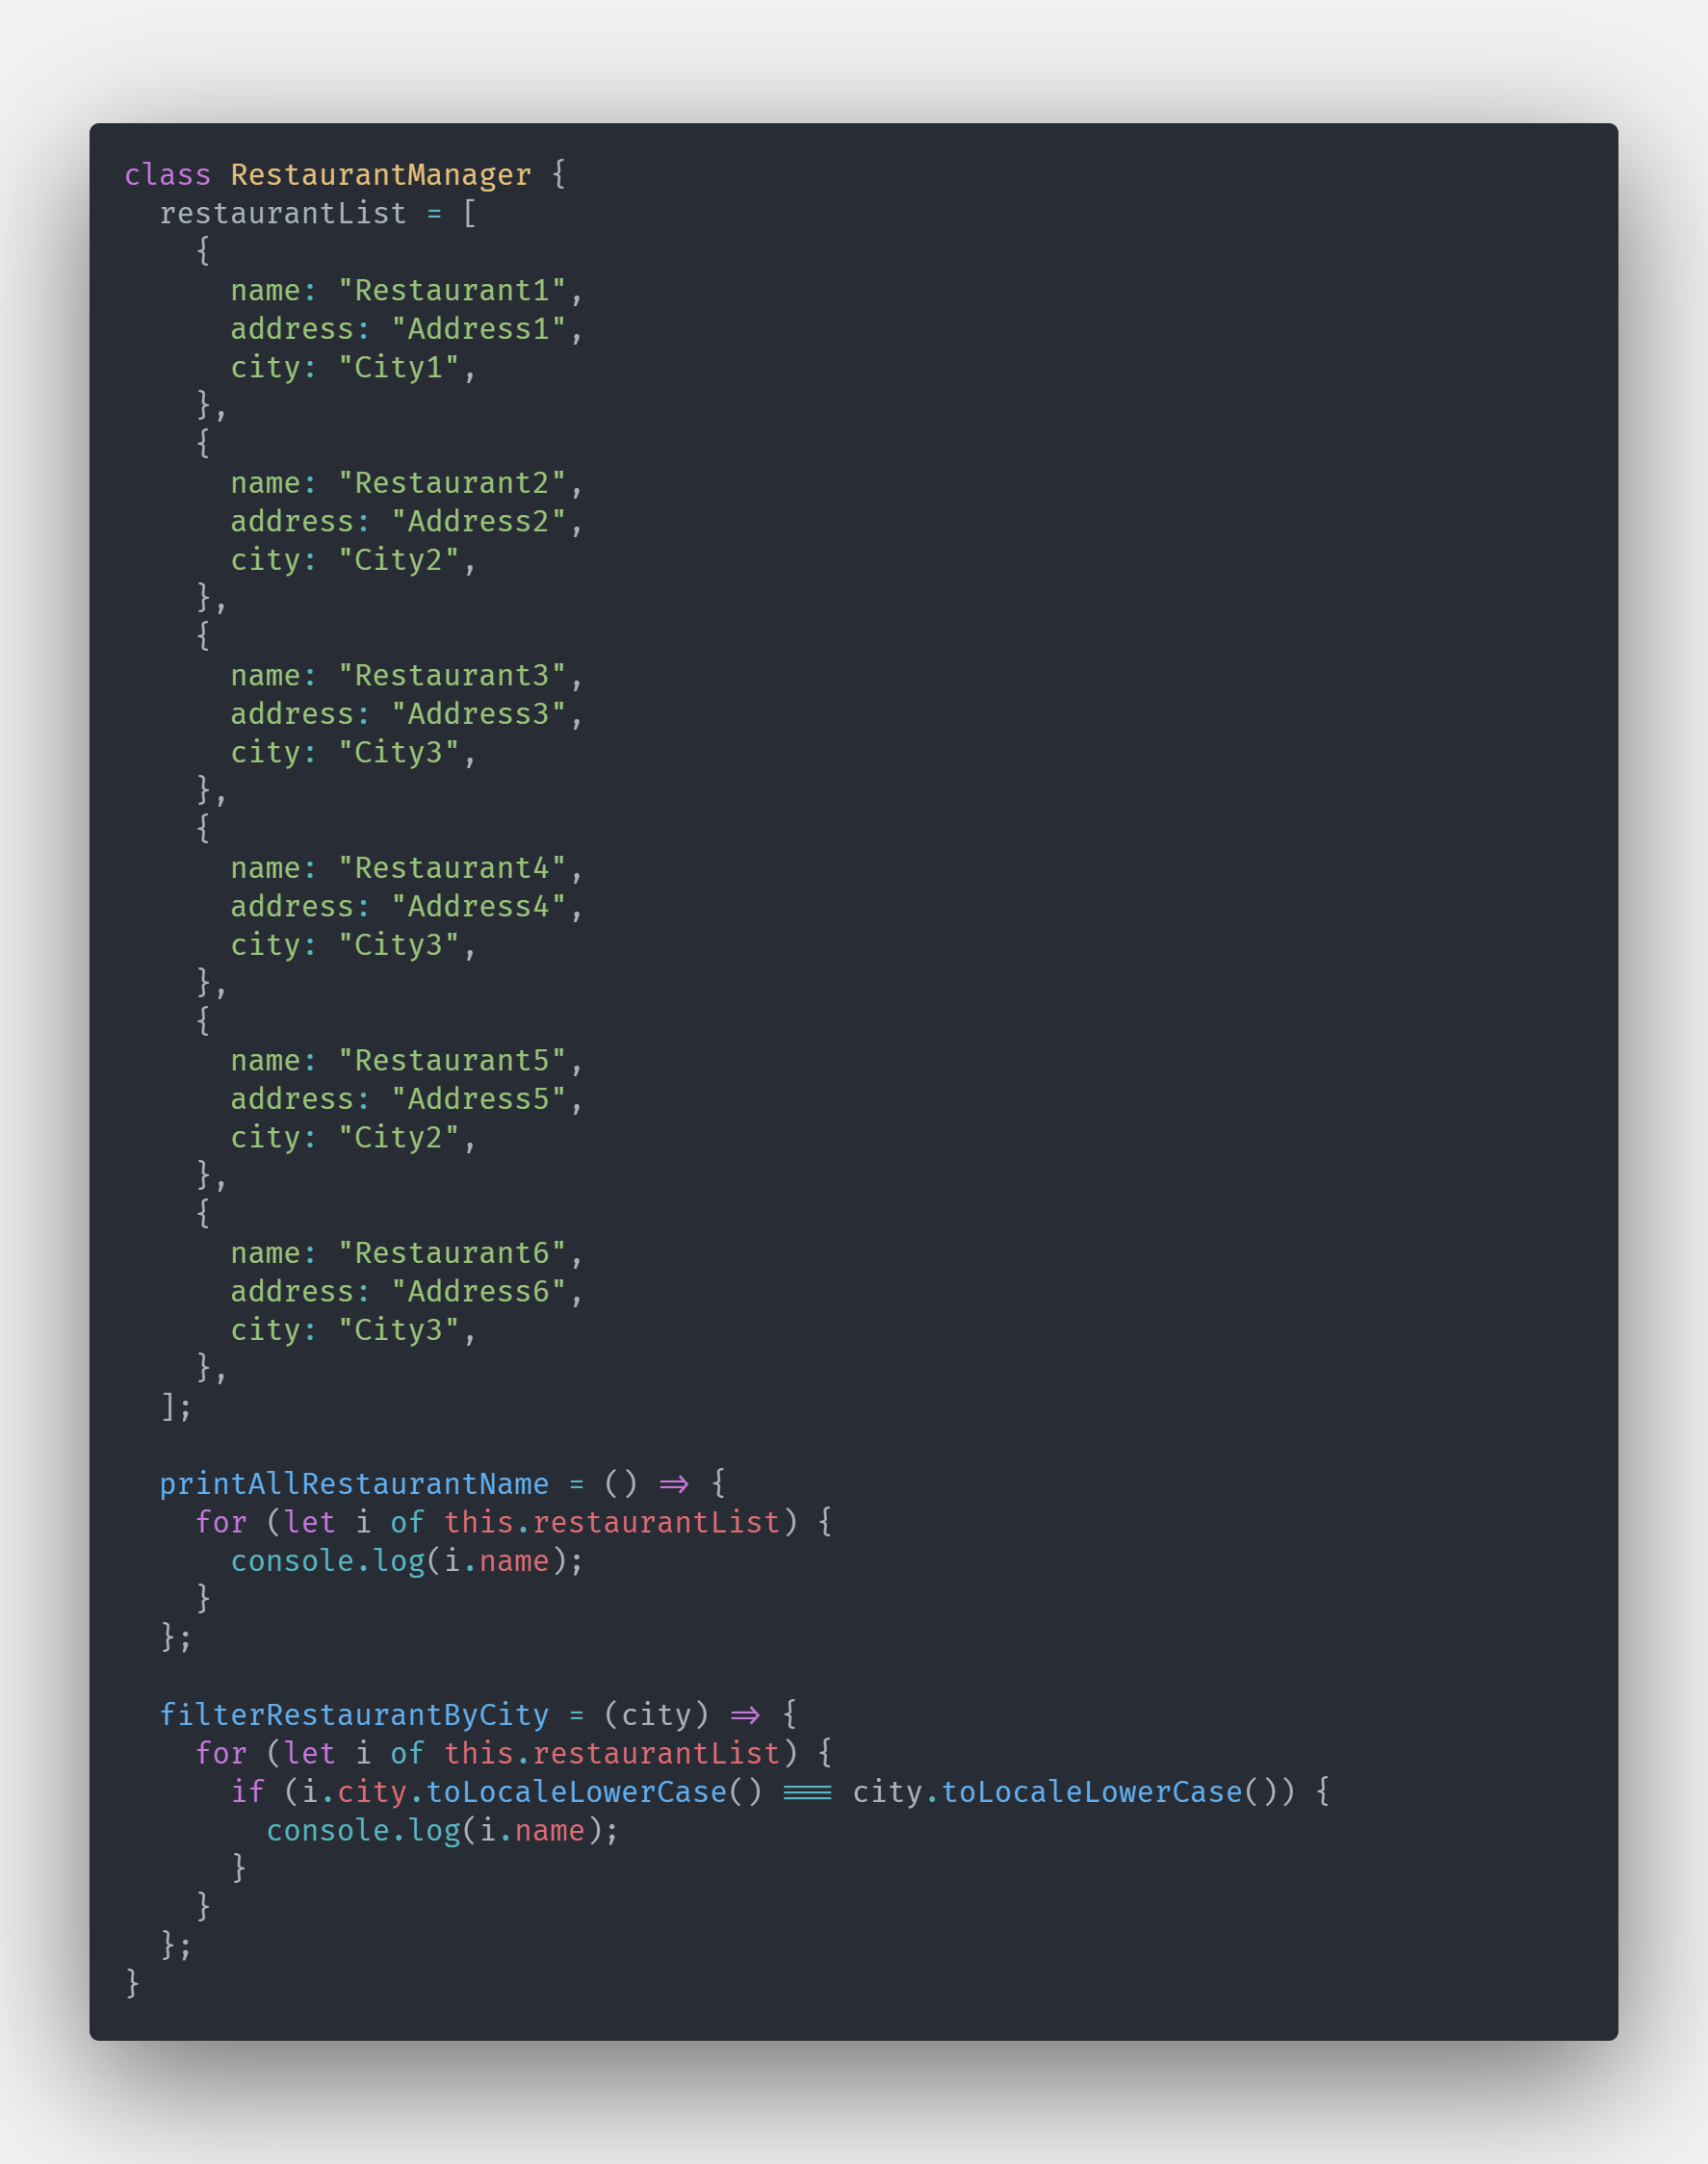 class RestaurantManager {
  restaurantList = [
    {
      name: "Restaurant1",
      address: "Address1",
      city: "City1",
    },
    {
      name: "Restaurant2",
      address: "Address2",
      city: "City2",
    },
    {
      name: "Restaurant3",
      address: "Address3",
      city: "City3",
    },
    {
      name: "Restaurant4",
      address: "Address4",
      city: "City3",
    },
    {
      name: "Restaurant5",
      address: "Address5",
      city: "City2",
    },
    {
      name: "Restaurant6",
      address: "Address6",
      city: "City3",
    },
  ];

  printAllRestaurantName = () => {
    for (let i of this.restaurantList) {
      console.log(i.name);
    }
  };

  filterRestaurantByCity = (city) => {
    for (let i of this.restaurantList) {
      if (i.city.toLocaleLowerCase() === city.toLocaleLowerCase()) {
        console.log(i.name);
      }
    }
  };
}